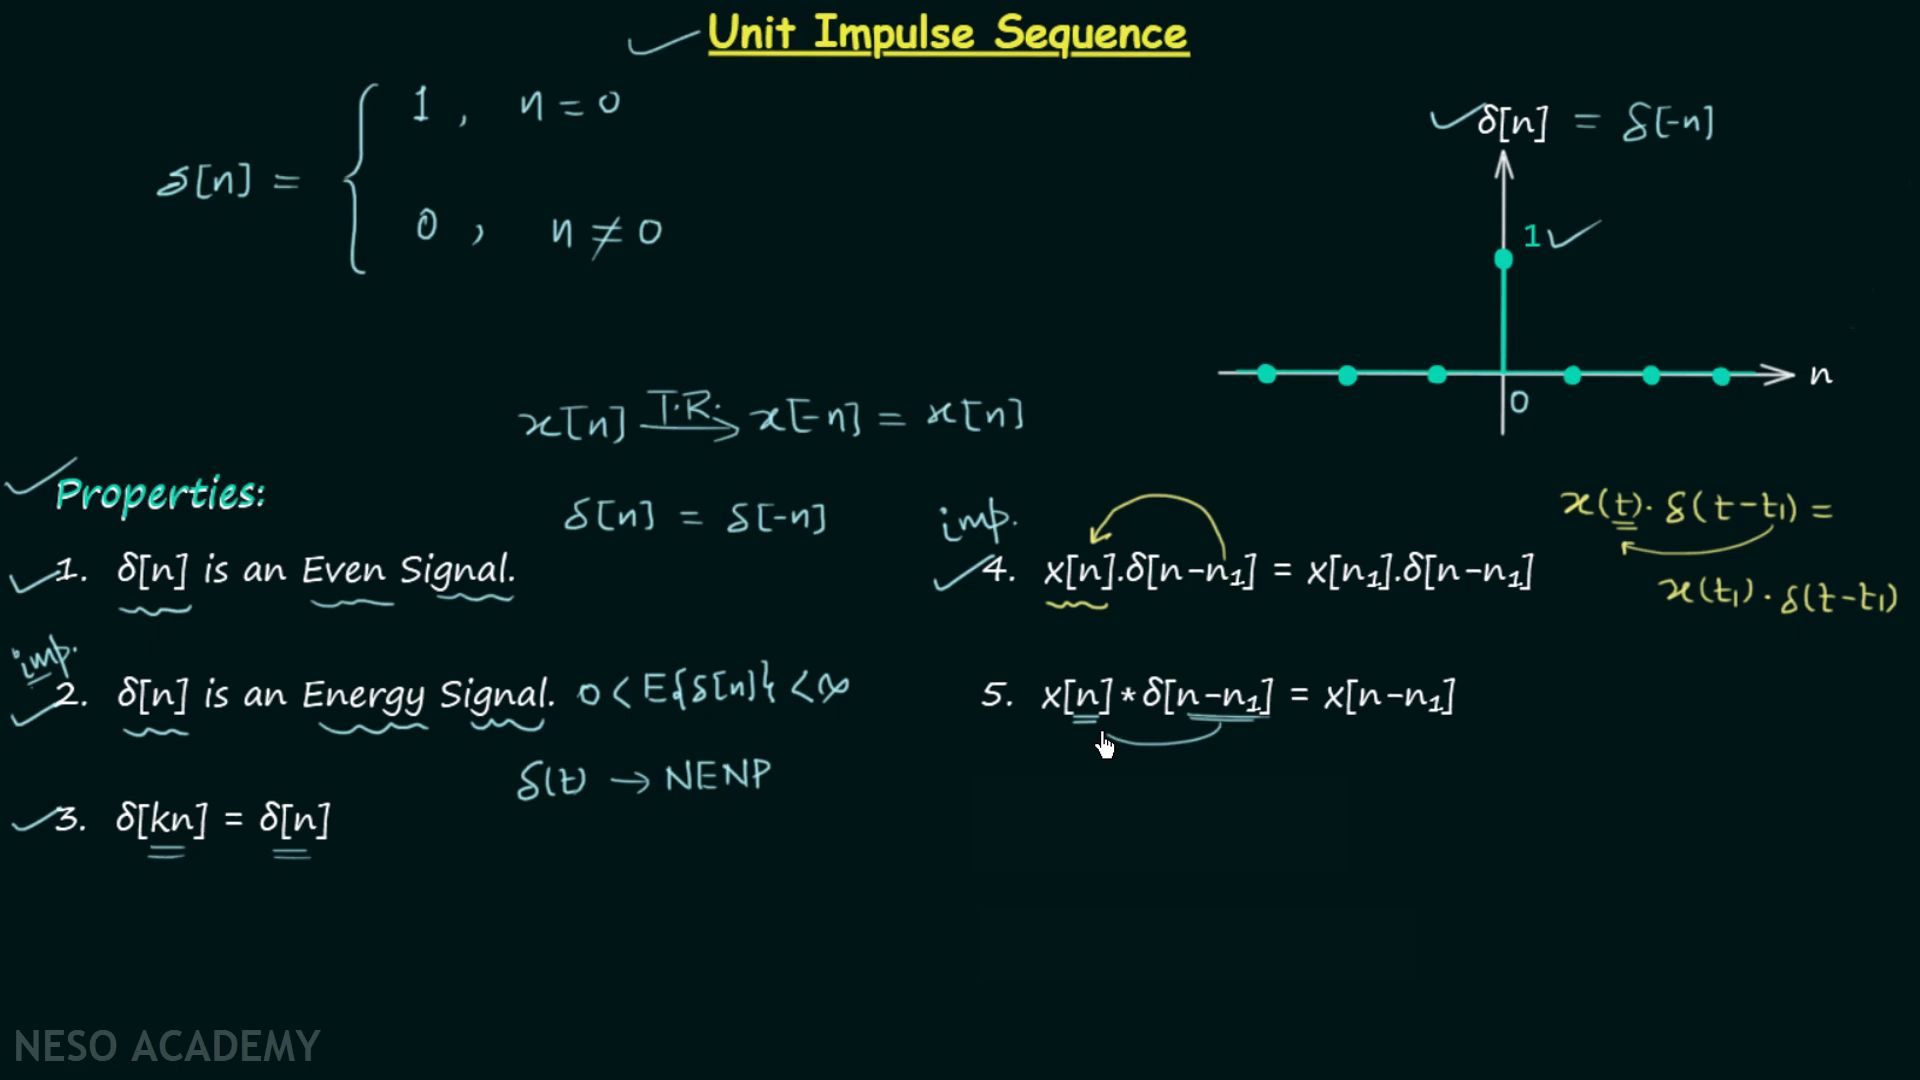 Unit Impulse Sequence
1 , n = 0
δ[n] =
0 , n ≠ 0
δ[n] = δ[-n]
1
n
0
x[n] T.R.→ x[-n] = x[n]
Properties:
δ[n] = δ[-n]
1. δ[n] is an Even Signal.
imp.
2. δ[n] is an Energy Signal. 0 < E{δ[n]} < ∞
δ(t) → NENP
3. δ[kn] = δ[n]
imp.
4. x[n].δ[n-n₁] = x[n₁].δ[n-n₁]
x(t). δ(t-t₁) =
x(t₁). δ(t-t₁)
5. x[n]*δ[n-n₁] = x[n-n₁]
NESO ACADEMY